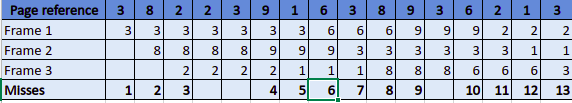 Page reference 3 8 2 2 3 9 1 6 3 8 9 3 6 2 1 3
Frame 1 3 3 3 3 3 3 3 6 6 6 9 9 9 2 2 2
Frame 2 8 8 8 8 9 9 9 3 3 3 3 3 3 1 1
Frame 3 2 2 2 2 1 1 1 8 8 8 6 6 6 3
MIsses 1 2 3 4 5 6 7 8 9 10 11 12 13